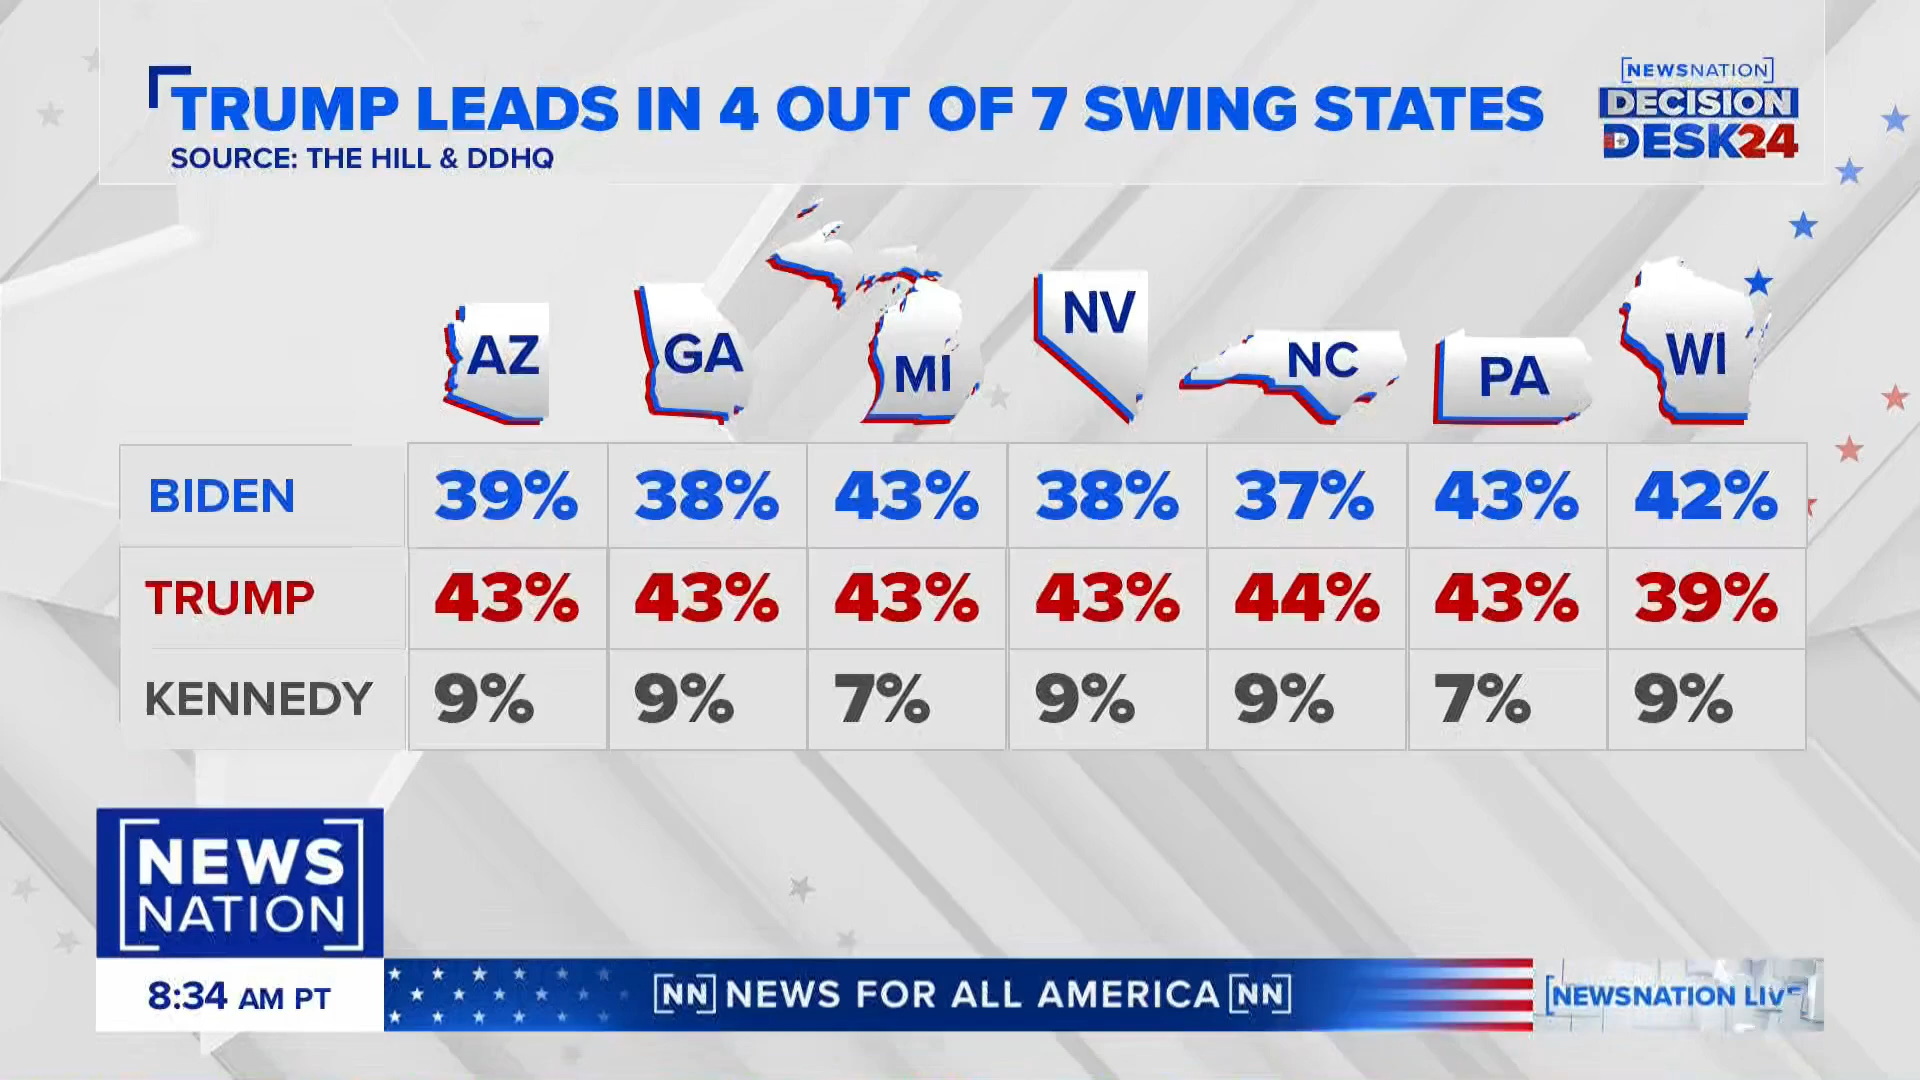 TRUMP LEADS IN 4 OUT OF 7 SWING STATES
SOURCE: THE HILL & DDHQ
[NEWSNATION]
DECISION
DESK24
AZ GA MI NV NC PA WI
BIDEN 39% 38% 43% 38% 37% 43% 42%
TRUMP 43% 43% 43% 43% 44% 43% 39%
KENNEDY 9% 9% 7% 9% 9% 7% 9%
[NEWS
NATION]
8:34 AM PT
[NN] NEWS FOR ALL AMERICA [NN]
[NEWSNATION